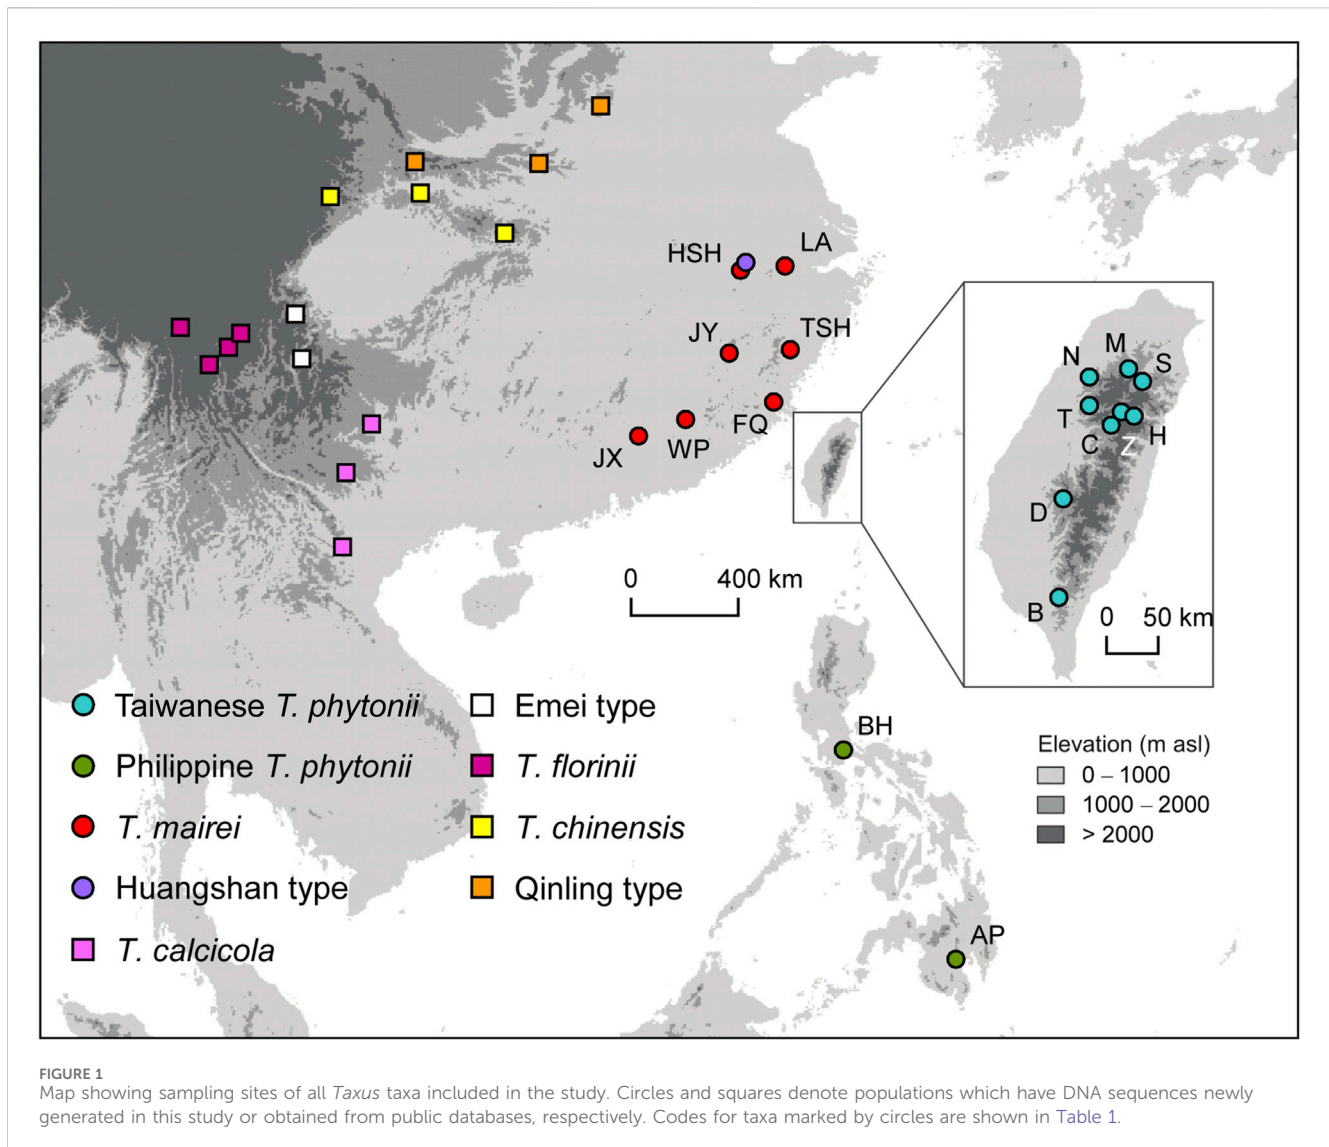 HSH
LA
JY
TSH
FQ
WP
JX
N
M
S
T
C
Z
H
D
B
0 50 km
0 400 km
BH
AP
Taiwanese T. phytonii
Philippine T. phytonii
T. mairei
Huangshan type
T. calcicola
Emei type
T. florinii
T. chinensis
Qinling type
Elevation (m asl)
0 – 1000
1000 – 2000
> 2000
FIGURE 1
Map showing sampling sites of all Taxus taxa included in the study. Circles and squares denote populations which have DNA sequences newly
generated in this study or obtained from public databases, respectively. Codes for taxa marked by circles are shown in Table 1.